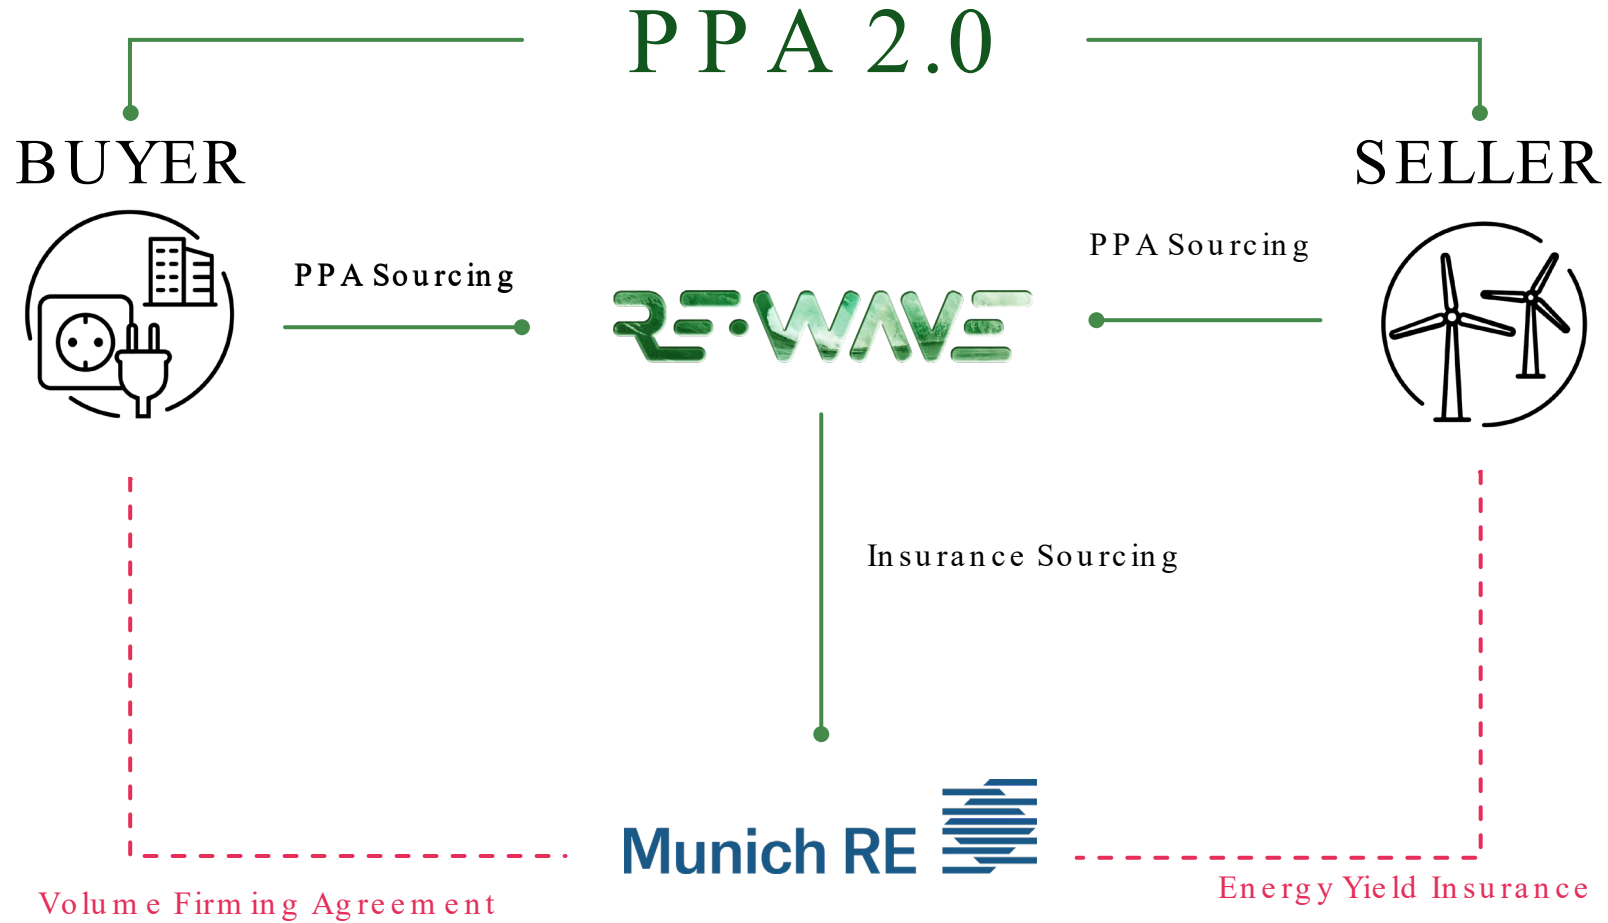 PPA 2.0
BUYER
SELLER
PPA Sourcing
PPA Sourcing
RE·WAVE
Insurance Sourcing
Munich RE
Volume Firming Agreement
Energy Yield Insurance